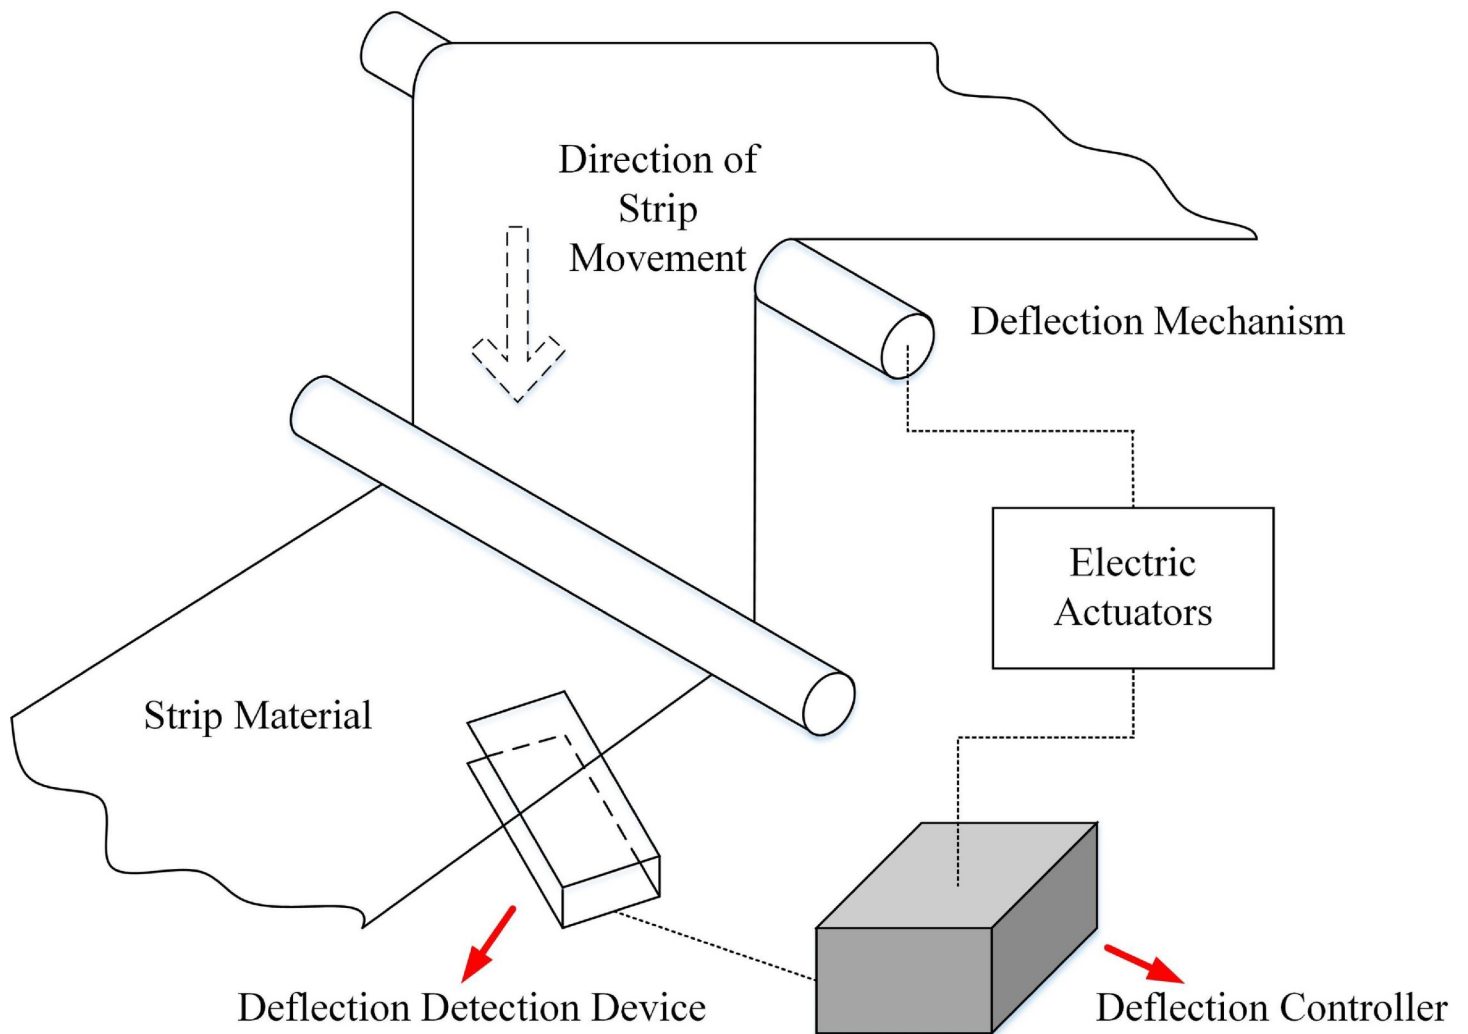 Direction of
Strip
Movement
Deflection Mechanism
Electric
Actuators
Strip Material
Deflection Detection Device
Deflection Controller